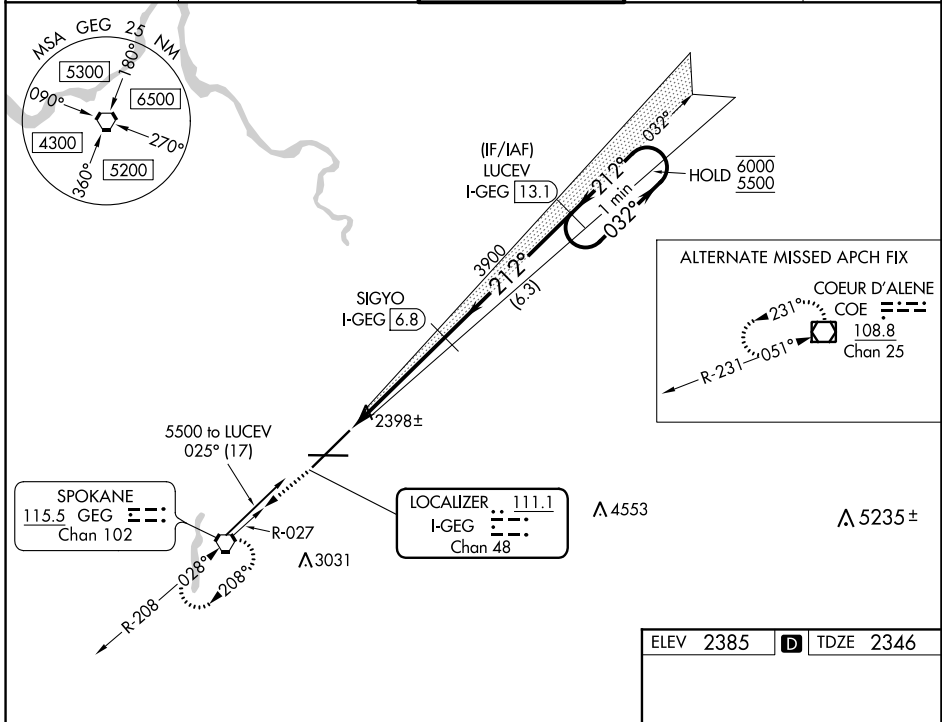 MSA GEG 25 NM
5300
180°
090°
6500
4300
270°
5200
360°
032°
(IF/IAF)
LUCEV
I-GEG 13.1
212°
1 min
032°
HOLD 6000
5500
3900
212°
(6.3)
SIGYO
I-GEG 6.8
ALTERNATE MISSED APCH FIX
COEUR D'ALENE
COE
108.8
Chan 25
231°
R-231
051°
2398±
5500 to LUCEV
025° (17)
SPOKANE
115.5 GEG
Chan 102
R-027
LOCALIZER 111.1
I-GEG
Chan 48
4553
5235±
3031
028°
208°
R-208
ELEV 2385 D TDZE 2346